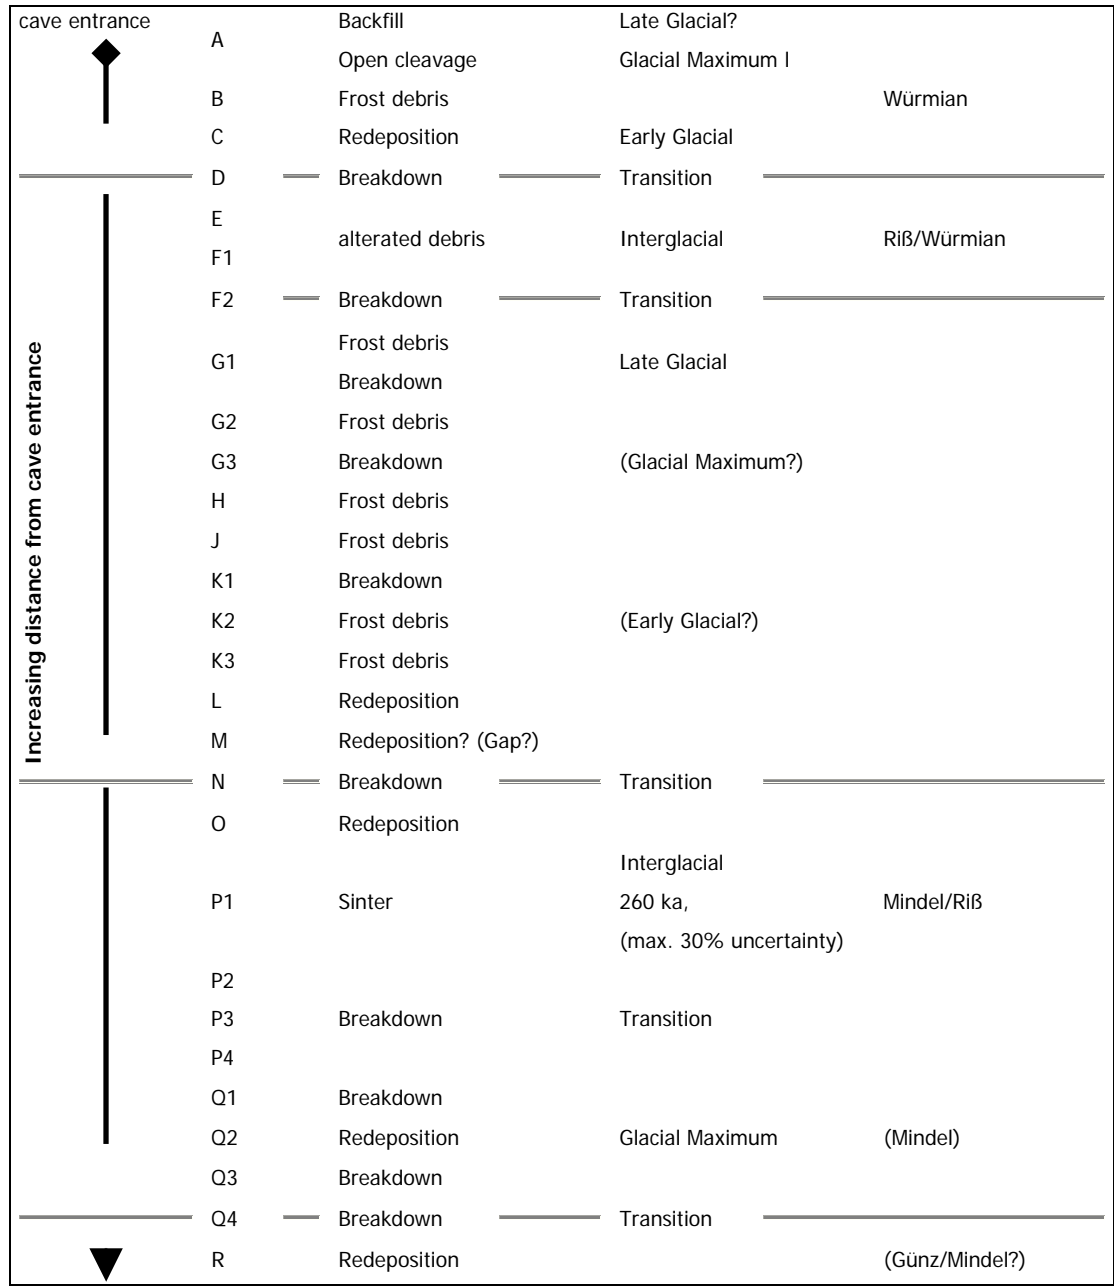 cave entrance Backfill Late Glacial?
A
Open cleavage Glacial Maximum I
B Frost debris Würmian
C Redeposition Early Glacial
D Breakdown Transition
E
alterated debris Interglacial Riß/Würmian
F1
F2 Breakdown Transition
Frost debris
G1 Late Glacial
Breakdown
G2 Frost debris
G3 Breakdown (Glacial Maximum?)
H Frost debris
J Frost debris
K1 Breakdown
K2 Frost debris (Early Glacial?)
K3 Frost debris
L Redeposition
M Redeposition? (Gap?)
Increasing distance from cave entrance
N Breakdown Transition
O Redeposition
Interglacial
P1 Sinter 260 ka, Mindel/Riß
(max. 30% uncertainty)
P2
P3 Breakdown Transition
P4
Q1 Breakdown
Q2 Redeposition Glacial Maximum (Mindel)
Q3 Breakdown
Q4 Breakdown Transition
R Redeposition (Günz/Mindel?)